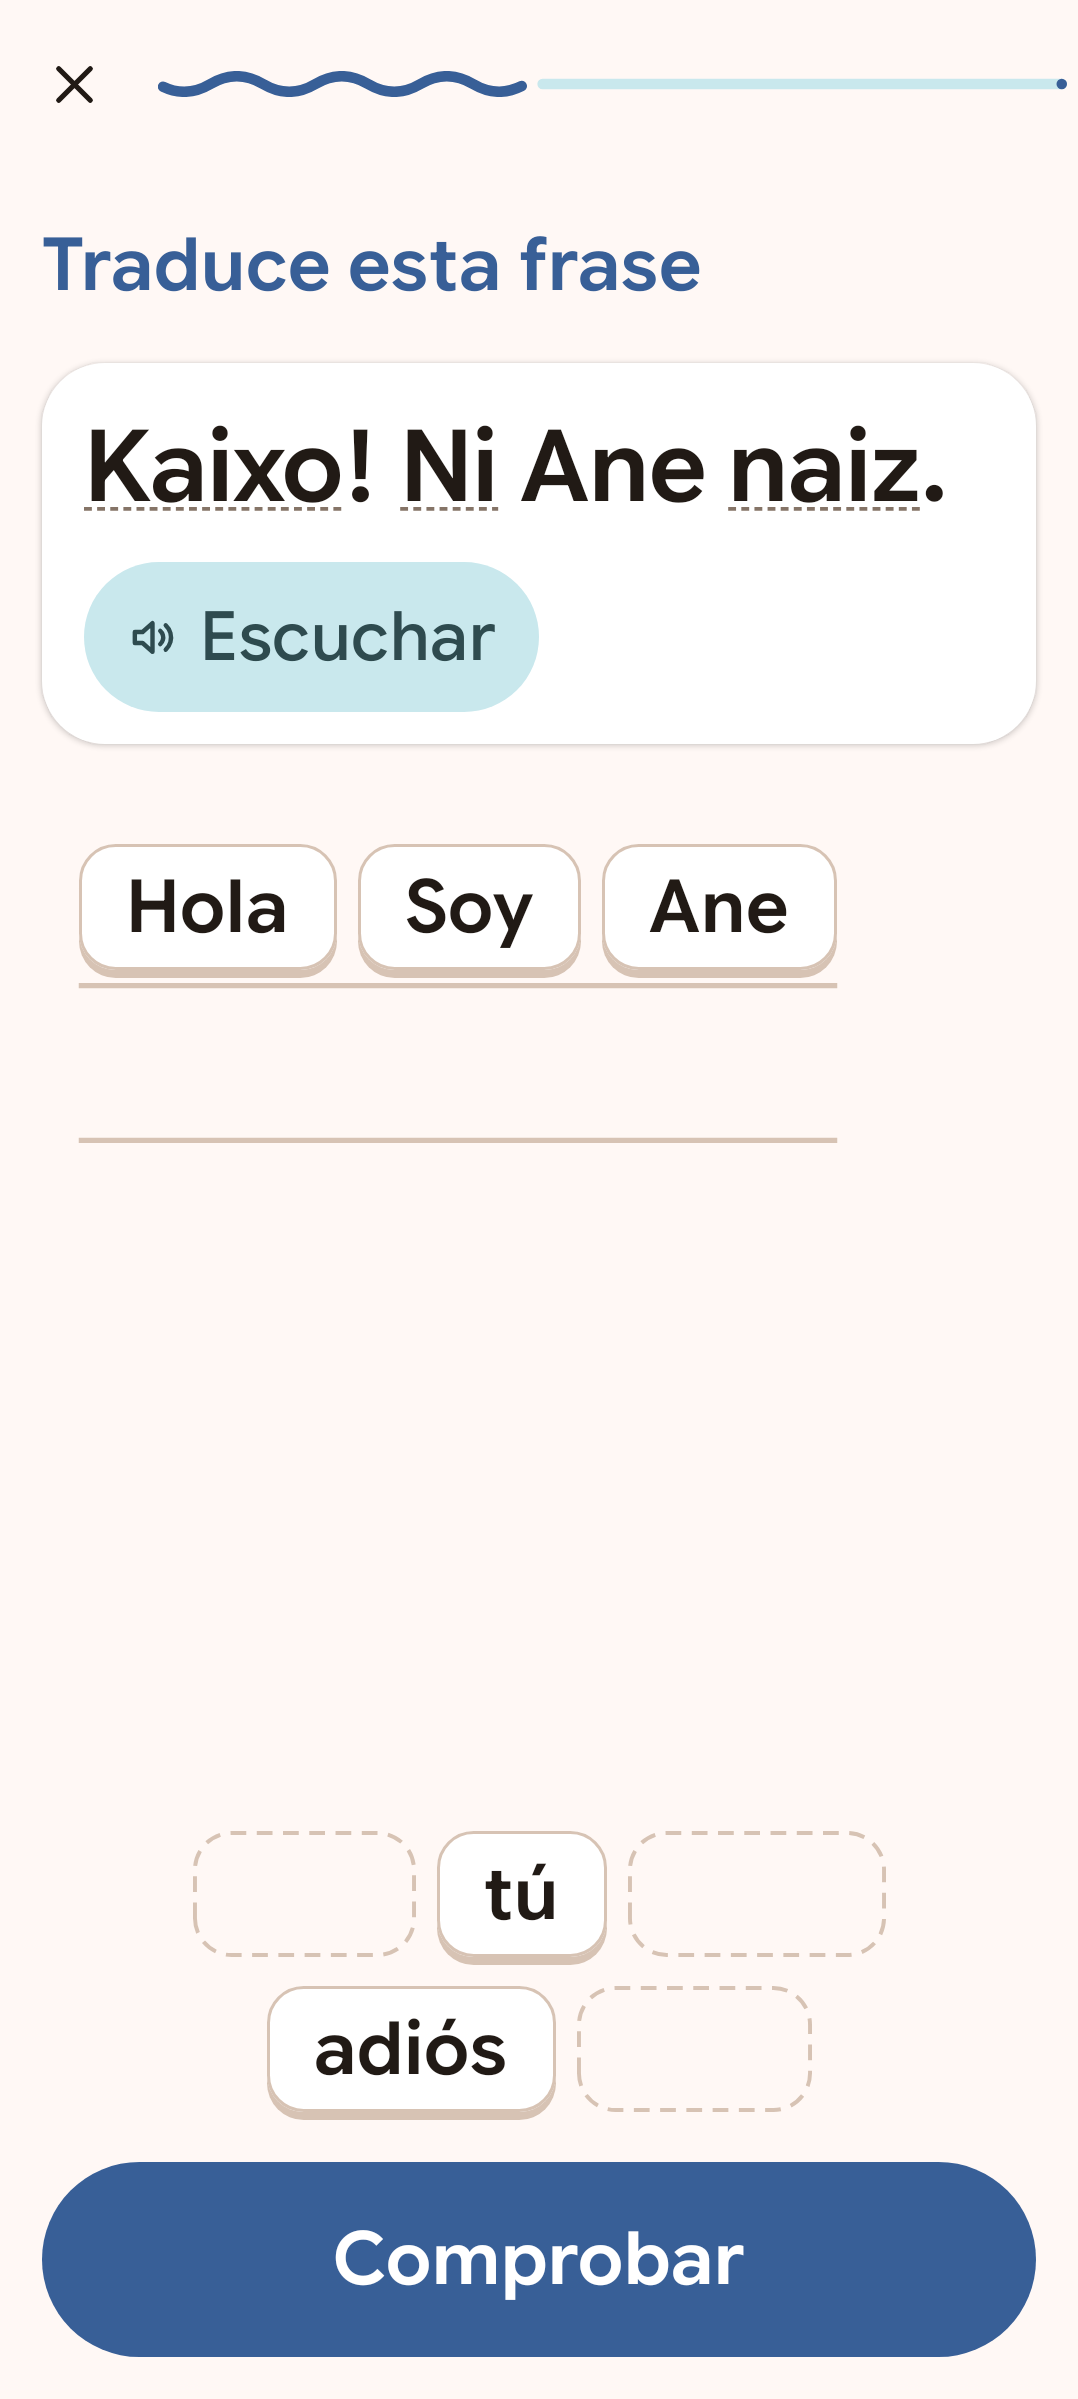 Traduce esta frase
Kaixo! Ni Ane naiz.
Escuchar
Hola Soy Ane
tú
adiós
Comprobar